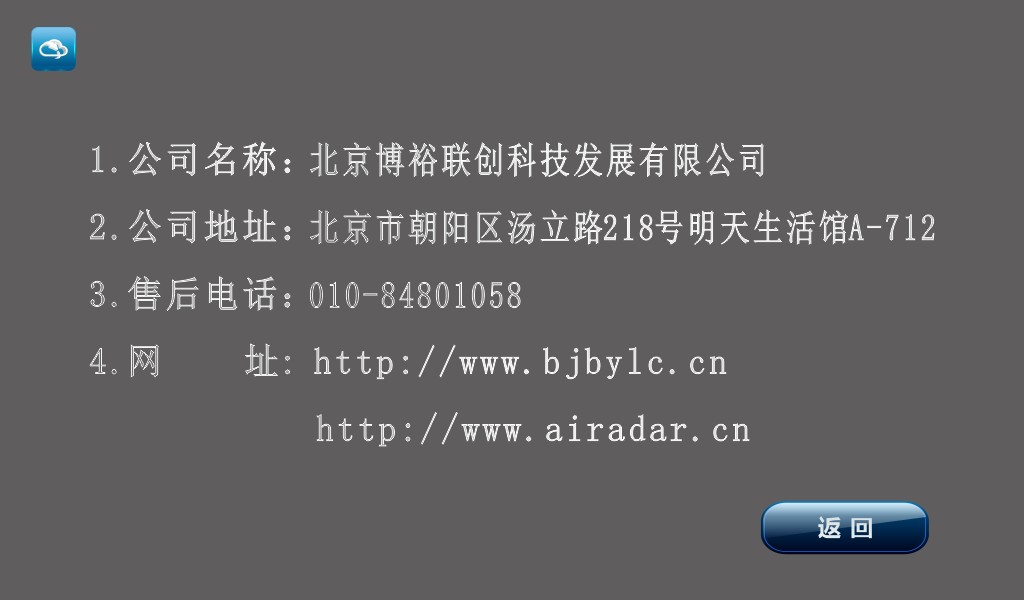 1.公司名称：北京博裕联创科技发展有限公司
2.公司地址：北京市朝阳区汤立路218号明天生活馆A-712
3.售后电话：010-84801058
4.网 址: http://www.bjbylc.cn
http://www.airadar.cn
返回